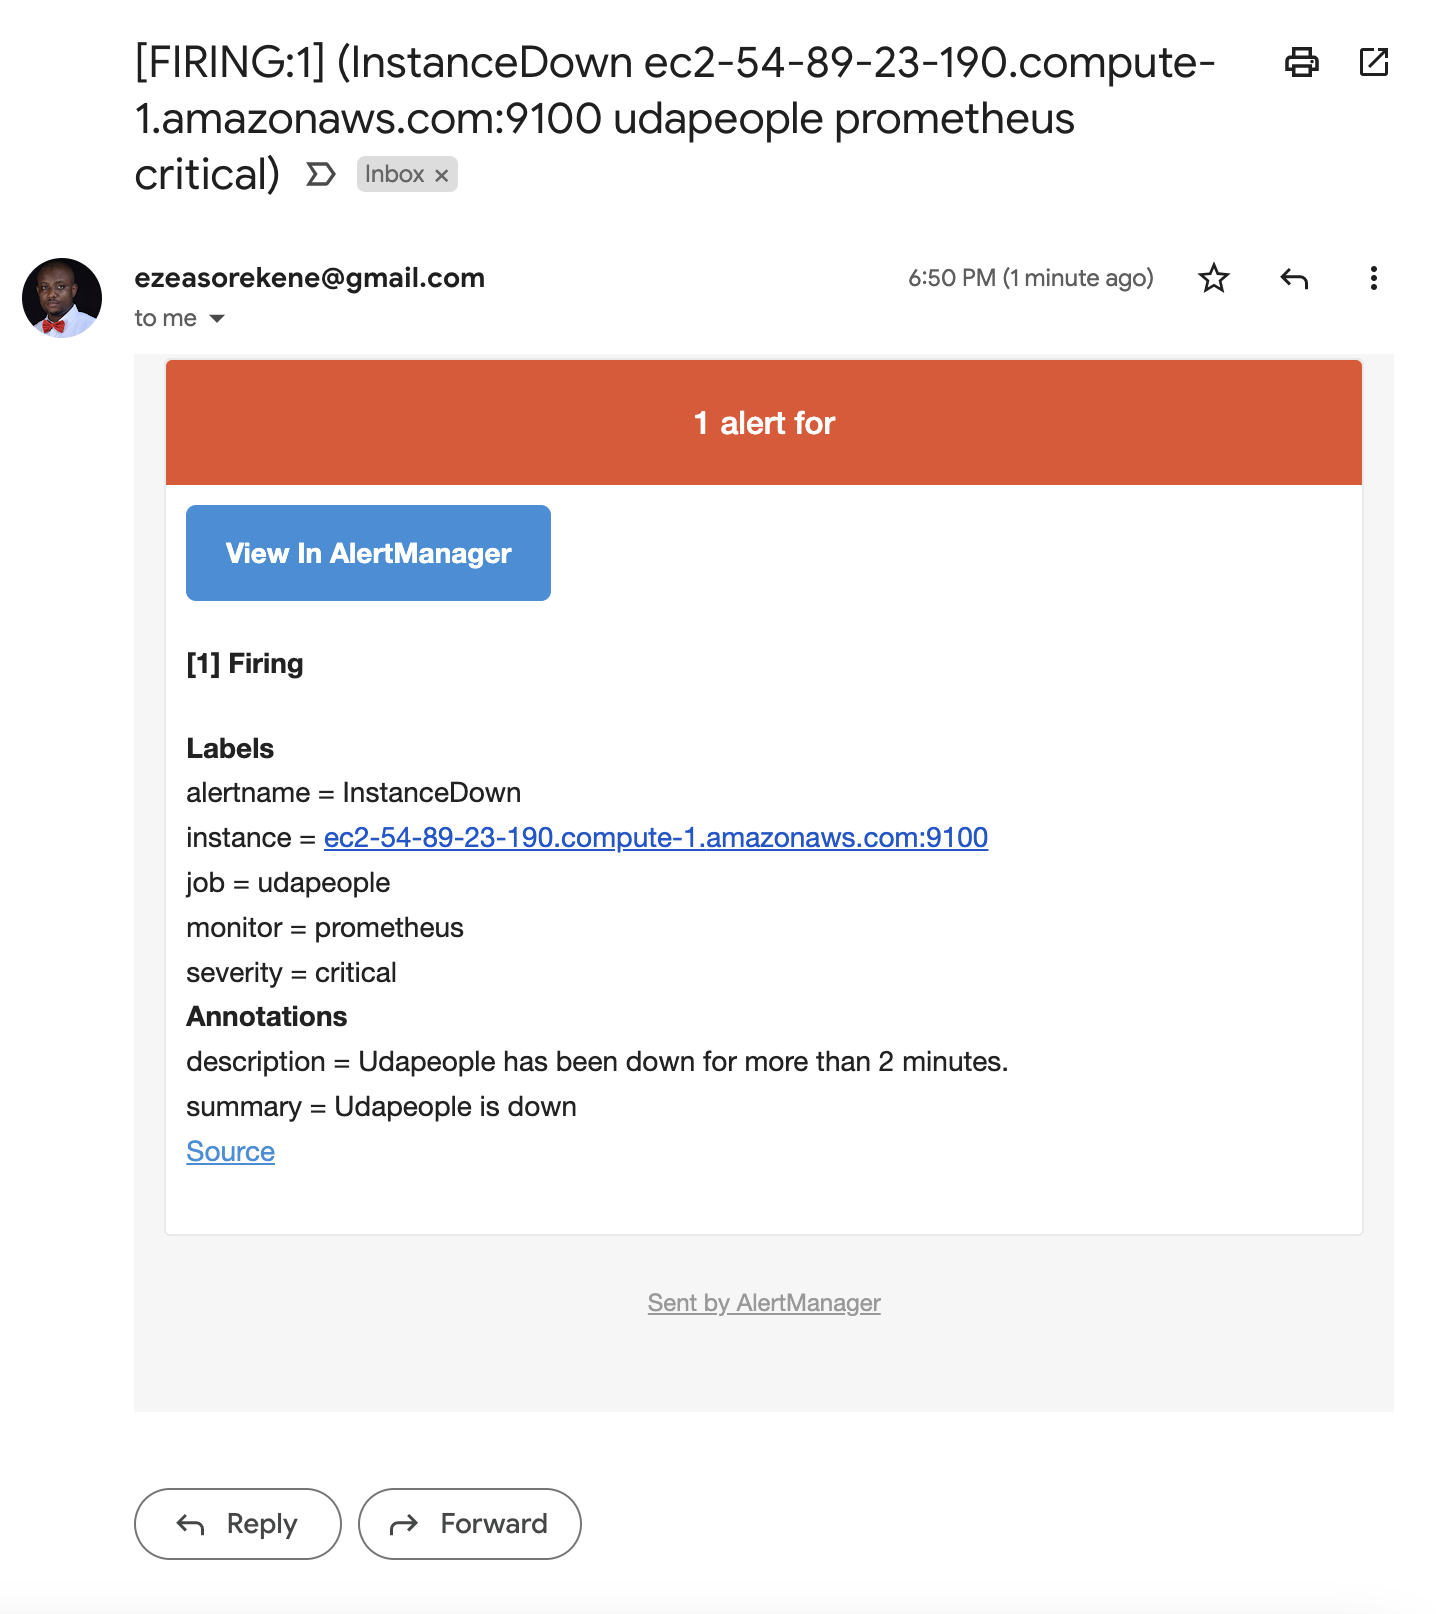 [FIRING:1] (InstanceDown ec2-54-89-23-190.compute-
1.amazonaws.com:9100 udapeople prometheus
critical) Inbox ×
ezeasorekene@gmail.com 6:50 PM (1 minute ago)
to me
1 alert for
View In AlertManager
[1] Firing
Labels
alertname = InstanceDown
instance = ec2-54-89-23-190.compute-1.amazonaws.com:9100
job = udapeople
monitor = prometheus
severity = critical
Annotations
description = Udapeople has been down for more than 2 minutes.
summary = Udapeople is down
Source
Sent by AlertManager
Reply Forward